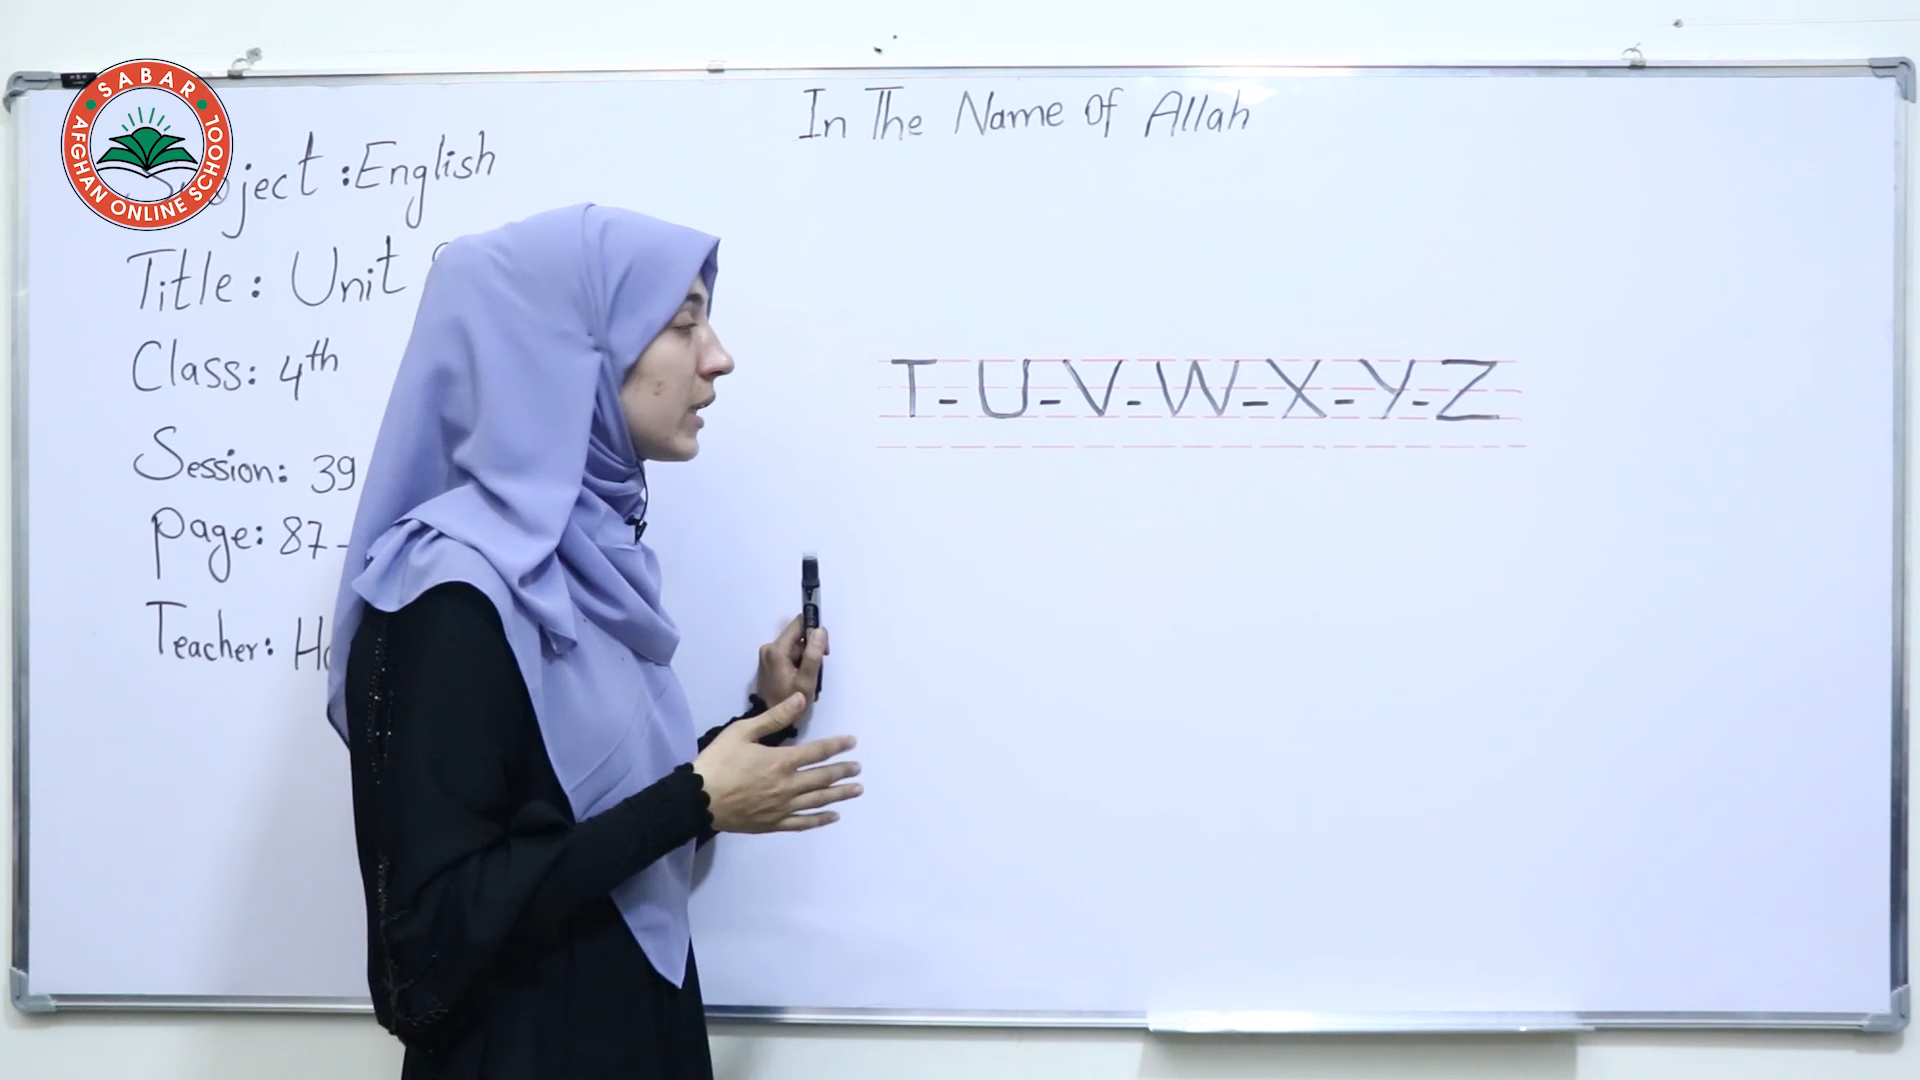 SABAR
AFGHAN ONLINE SCHOOL
In The Name Of Allah
Subject : English
Title : Unit
Class : 4th
Session : 39
Page : 87 -
Teacher :
T - U - V - W - X - Y - Z